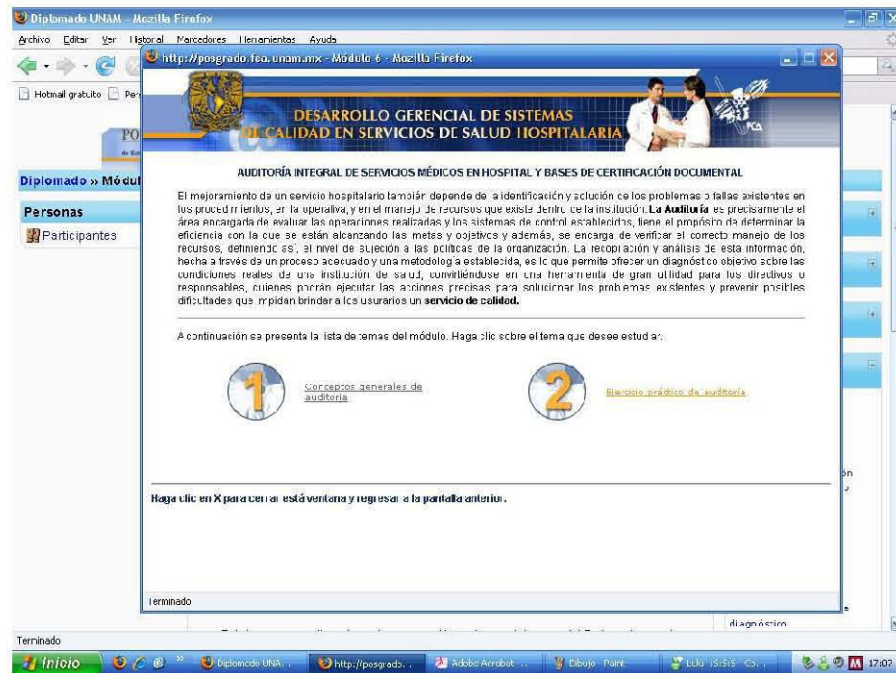 Diplomado UNAM - Mozilla Firefox
Archivo Editar Ver Historial Marcadores Herramientas Ayuda
http://posgrado.fca.unam.mx - Módulo 6 - Mozilla Firefox
Hotmail gratuito
DESARROLLO GERENCIAL DE SISTEMAS
DE CALIDAD EN SERVICIOS DE SALUD HOSPITALARIA
FCA
PO
Diplomado » Módul
Personas
Participantes
AUDITORÍA INTEGRAL DE SERVICIOS MÉDICOS EN HOSPITAL Y BASES DE CERTIFICACIÓN DOCUMENTAL
El mejoramiento de un servicio hospitalario también depende de la identificación y solución de los problemas o fallas existentes en
los procedimientos, en la operativa, y en el manejo de recursos que existe dentro de la institución. La Auditoría es precisamente el
área encargada de evaluar las operaciones realizadas y los sistemas de control establecidos, tiene el propósito de determinar la
eficiencia con la que se están alcanzando las metas y objetivos y además, se encarga de verificar el correcto manejo de los
recursos, definiendo así, el nivel de sujeción a las políticas de la organización. La recopilación y análisis de esta información,
hecha a través de un proceso adecuado y una metodología establecida, es lo que permite ofrecer un diagnóstico objetivo sobre las
condiciones reales de una institución de salud, convirtiéndose en una herramienta de gran utilidad para los directivos o
responsables, quienes podrán ejecutar las acciones precisas para solucionar los problemas existentes y prevenir posibles
dificultades que impidan brindar a los usuarios un servicio de calidad.
A continuación se presenta la lista de temas del módulo. Haga clic sobre el tema que desee estudiar.
1
Conceptos generales de
auditoría
2
Ejercicio práctico de auditoría
Haga clic en X para cerrar está ventana y regresar a la pantalla anterior.
Terminado
diagnóstico
Terminado
Inicio
Diplomado UNA...
http://posgrado...
Adobe Acrobat ...
Dibujo - Paint
17:07